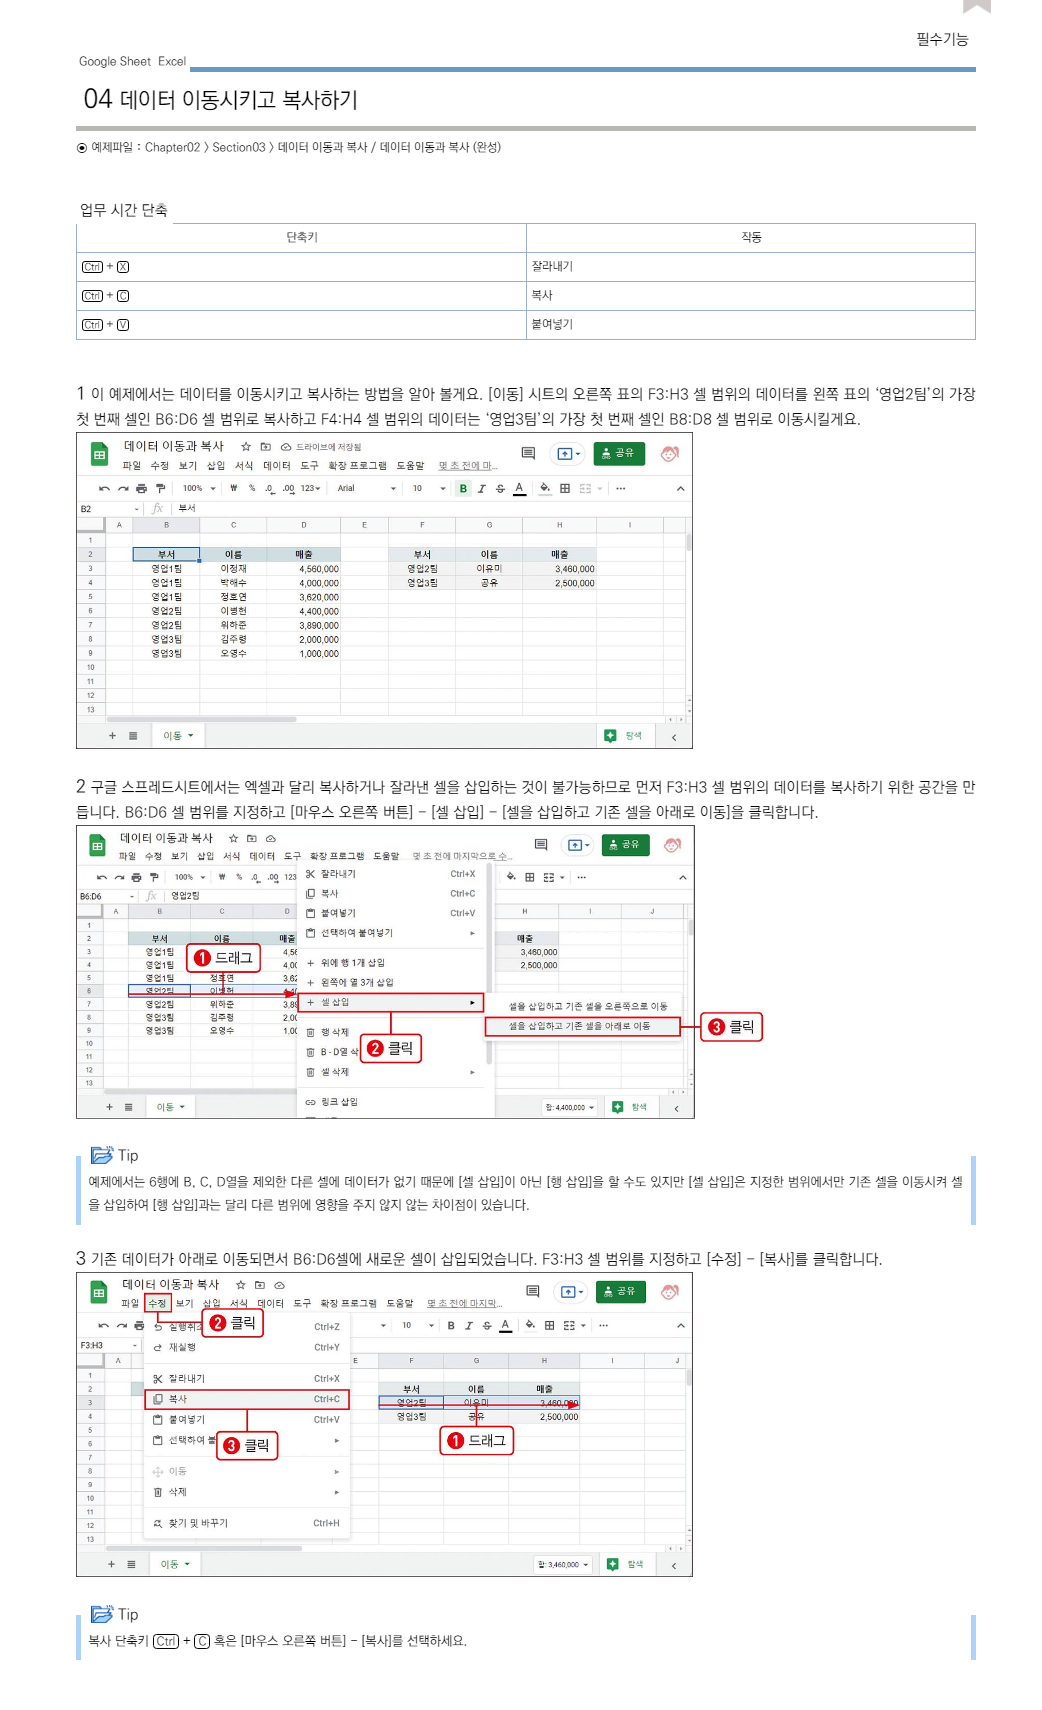 필수기능
Google Sheet Excel
04 데이터 이동시키고 복사하기
예제파일 : Chapter02 > Section03 > 데이터 이동과 복사 / 데이터 이동과 복사 (완성)
업무 시간 단축
단축키 작동
Ctrl + X 잘라내기
Ctrl + C 복사
Ctrl + V 붙여넣기
1 이 예제에서는 데이터를 이동시키고 복사하는 방법을 알아 볼게요. [이동] 시트의 오른쪽 표의 F3:H3 셀 범위의 데이터를 왼쪽 표의 ‘영업2팀’의 가장
첫 번째 셀인 B6:D6 셀 범위로 복사하고 F4:H4 셀 범위의 데이터는 ‘영업3팀’의 가장 첫 번째 셀인 B8:D8 셀 범위로 이동시킬게요.
데이터 이동과 복사 드라이브에 저장됨
공유
파일 수정 보기 삽입 서식 데이터 도구 확장 프로그램 도움말 몇 초 전에 마...
100% ₩ % .0 .00 123 Arial 10 B I S A ...
B2 fx 부서
A B C D E F G H I
1
2 부서 이름 매출 부서 이름 매출
3 영업1팀 이정재 4,560,000 영업2팀 이유미 3,460,000
4 영업1팀 박해수 4,000,000 영업3팀 공유 2,500,000
5 영업1팀 정호연 3,620,000
6 영업2팀 이병헌 4,400,000
7 영업2팀 위하준 3,890,000
8 영업3팀 김주령 2,000,000
9 영업3팀 오영수 1,000,000
10
11
12
13
이동 탐색
2 구글 스프레드시트에서는 엑셀과 달리 복사하거나 잘라낸 셀을 삽입하는 것이 불가능하므로 먼저 F3:H3 셀 범위의 데이터를 복사하기 위한 공간을 만
듭니다. B6:D6 셀 범위를 지정하고 [마우스 오른쪽 버튼] – [셀 삽입] – [셀을 삽입하고 기존 셀을 아래로 이동]을 클릭합니다.
데이터 이동과 복사
공유
파일 수정 보기 삽입 서식 데이터 도구 확장 프로그램 도움말 몇 초 전에 마지막으로 수...
100% ₩ % .0 .00 123 ...
잘라내기 Ctrl+X
복사 Ctrl+C
붙여넣기 Ctrl+V
선택하여 붙여넣기
위에 행 1개 삽입
왼쪽에 열 3개 삽입
셀 삽입
행 삭제
B - D열 삭
셀 삭제
링크 삽입
셀을 삽입하고 기존 셀을 오른쪽으로 이동
셀을 삽입하고 기존 셀을 아래로 이동
B6:D6 fx 영업2팀
A B C D H I J
1
2 부서 이름 매출 매출
3 영업1팀 4,56 3,460,000
4 영업1팀 4,00 2,500,000
5 영업1팀 정호연 3,62
6 영업2팀 이병헌 4,40
7 영업2팀 위하준 3,89
8 영업3팀 김주령 2,00
9 영업3팀 오영수 1,00
10
11
12
13
1 드래그
2 클릭
3 클릭
이동 합: 4,400,000 탐색
Tip
예제에서는 6행에 B, C, D열을 제외한 다른 셀에 데이터가 없기 때문에 [셀 삽입]이 아닌 [행 삽입]을 할 수도 있지만 [셀 삽입]은 지정한 범위에서만 기존 셀을 이동시켜 셀
을 삽입하여 [행 삽입]과는 달리 다른 범위에 영향을 주지 않지 않는 차이점이 있습니다.
3 기존 데이터가 아래로 이동되면서 B6:D6셀에 새로운 셀이 삽입되었습니다. F3:H3 셀 범위를 지정하고 [수정] – [복사]를 클릭합니다.
데이터 이동과 복사
공유
파일 수정 보기 삽입 서식 데이터 도구 확장 프로그램 도움말 몇 초 전에 마지막...
2 클릭
실행취소 Ctrl+Z
재실행 Ctrl+Y
잘라내기 Ctrl+X
복사 Ctrl+C
붙여넣기 Ctrl+V
선택하여 붙
이동
삭제
찾기 및 바꾸기 Ctrl+H
3 클릭
10 B I S A ...
F3:H3
A E F G H I J
1
2 부서 이름 매출
3 영업2팀 이유미 3,460,000
4 영업3팀 공유 2,500,000
5
6
7
8
9
10
11
12
13
1 드래그
이동 합: 3,460,000 탐색
Tip
복사 단축키 Ctrl + C 혹은 [마우스 오른쪽 버튼] – [복사]를 선택하세요.